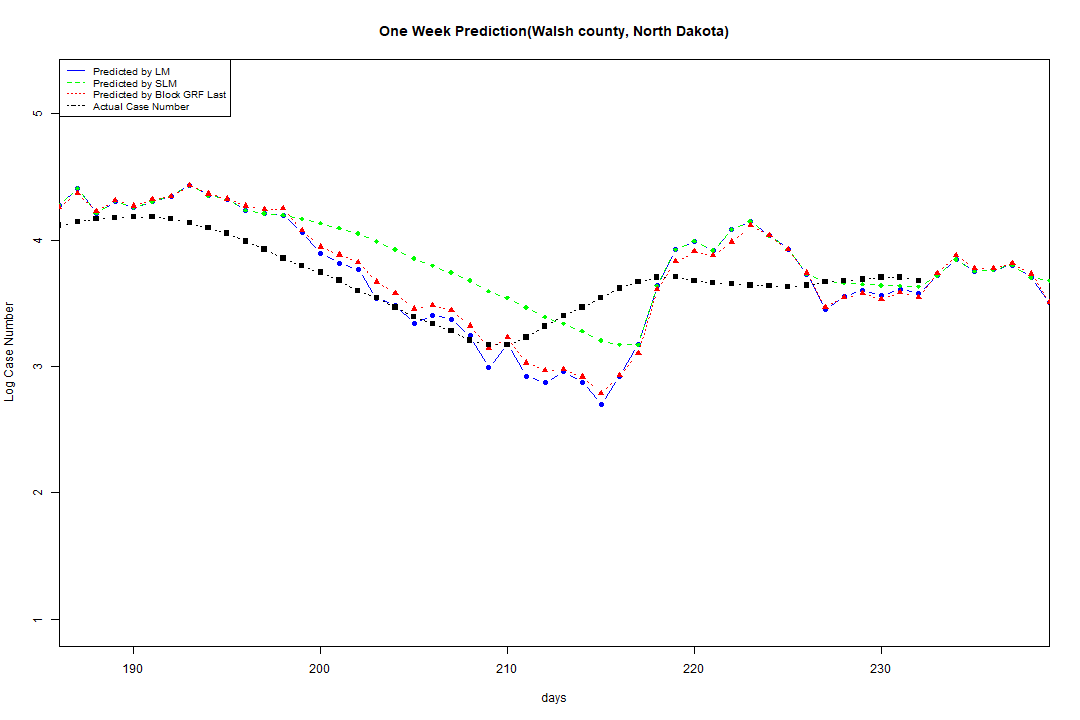 One Week Prediction(Walsh county, North Dakota)
Predicted by LM
Predicted by SLM
Predicted by Block GRF Last
Actual Case Number
5
4
3
2
1
Log Case Number
190 200 210 220 230
days